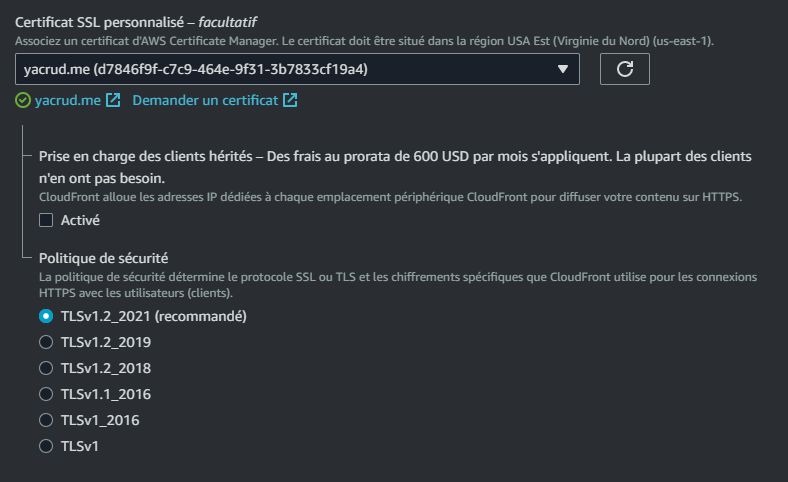 Certificat SSL personnalisé – facultatif
Associez un certificat d'AWS Certificate Manager. Le certificat doit être situé dans la région USA Est (Virginie du Nord) (us-east-1).
yacrud.me (d7846f9f-c7c9-464e-9f31-3b7833cf19a4)
yacrud.me Demander un certificat
Prise en charge des clients hérités – Des frais au prorata de 600 USD par mois s'appliquent. La plupart des clients
n'en ont pas besoin.
CloudFront alloue les adresses IP dédiées à chaque emplacement périphérique CloudFront pour diffuser votre contenu sur HTTPS.
Activé
Politique de sécurité
La politique de sécurité détermine le protocole SSL ou TLS et les chiffrements spécifiques que CloudFront utilise pour les connexions
HTTPS avec les utilisateurs (clients).
TLSv1.2_2021 (recommandé)
TLSv1.2_2019
TLSv1.2_2018
TLSv1.1_2016
TLSv1_2016
TLSv1